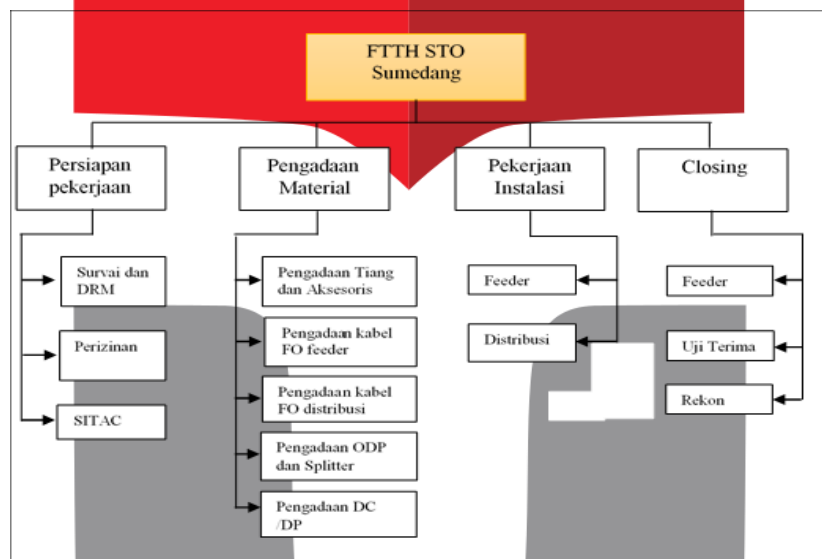 FTTH STO
Sumedang
Persiapan
pekerjaan
Pengadaan
Material
Pekerjaan
Instalasi
Closing
Survai dan
DRM
Perizinan
SITAC
Pengadaan Tiang
dan Aksesoris
Pengadaan kabel
FO feeder
Pengadaan kabel
FO distribusi
Pengadaan ODP
dan Splitter
Pengadaan DC
/DP
Feeder
Distribusi
Feeder
Uji Terima
Rekon